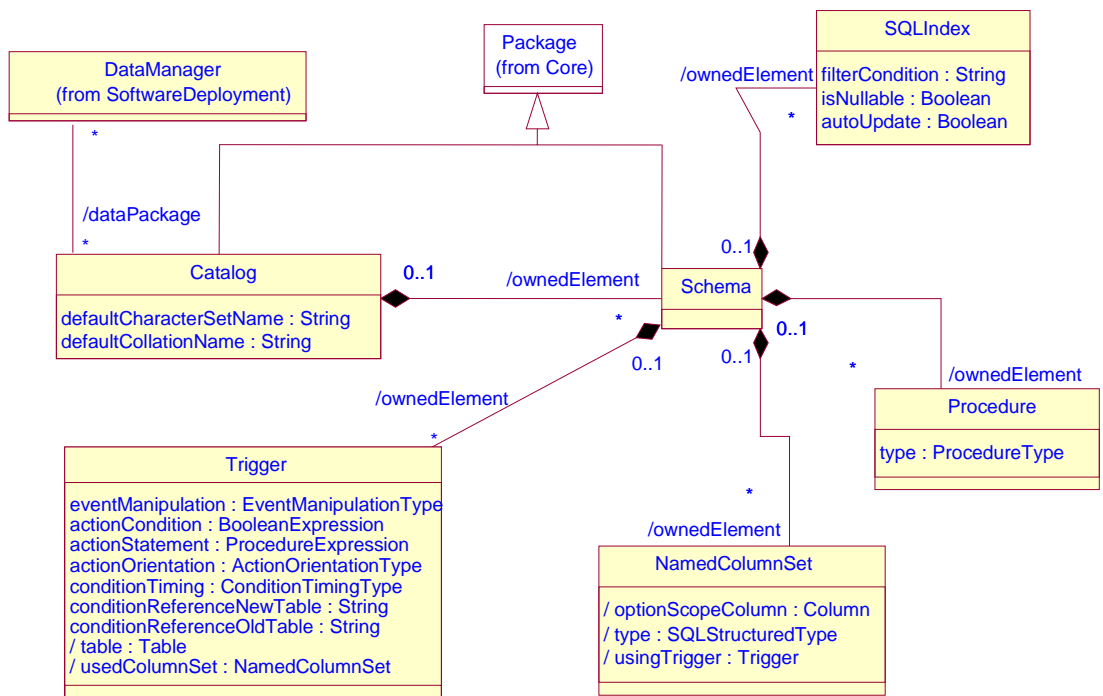 Package
(from Core)
SQLIndex
filterCondition : String
isNullable : Boolean
autoUpdate : Boolean
/ownedElement
*
0..1
DataManager
(from SoftwareDeployment)
*
/dataPackage
*
Catalog
defaultCharacterSetName : String
defaultCollationName : String
0..1
/ownedElement
*
Schema
0..1
0..1
0..1
*
/ownedElement
Procedure
type : ProcedureType
/ownedElement
*
Trigger
eventManipulation : EventManipulationType
actionCondition : BooleanExpression
actionStatement : ProcedureExpression
actionOrientation : ActionOrientationType
conditionTiming : ConditionTimingType
conditionReferenceNewTable : String
conditionReferenceOldTable : String
/ table : Table
/ usedColumnSet : NamedColumnSet
*
/ownedElement
NamedColumnSet
/ optionScopeColumn : Column
/ type : SQLStructuredType
/ usingTrigger : Trigger